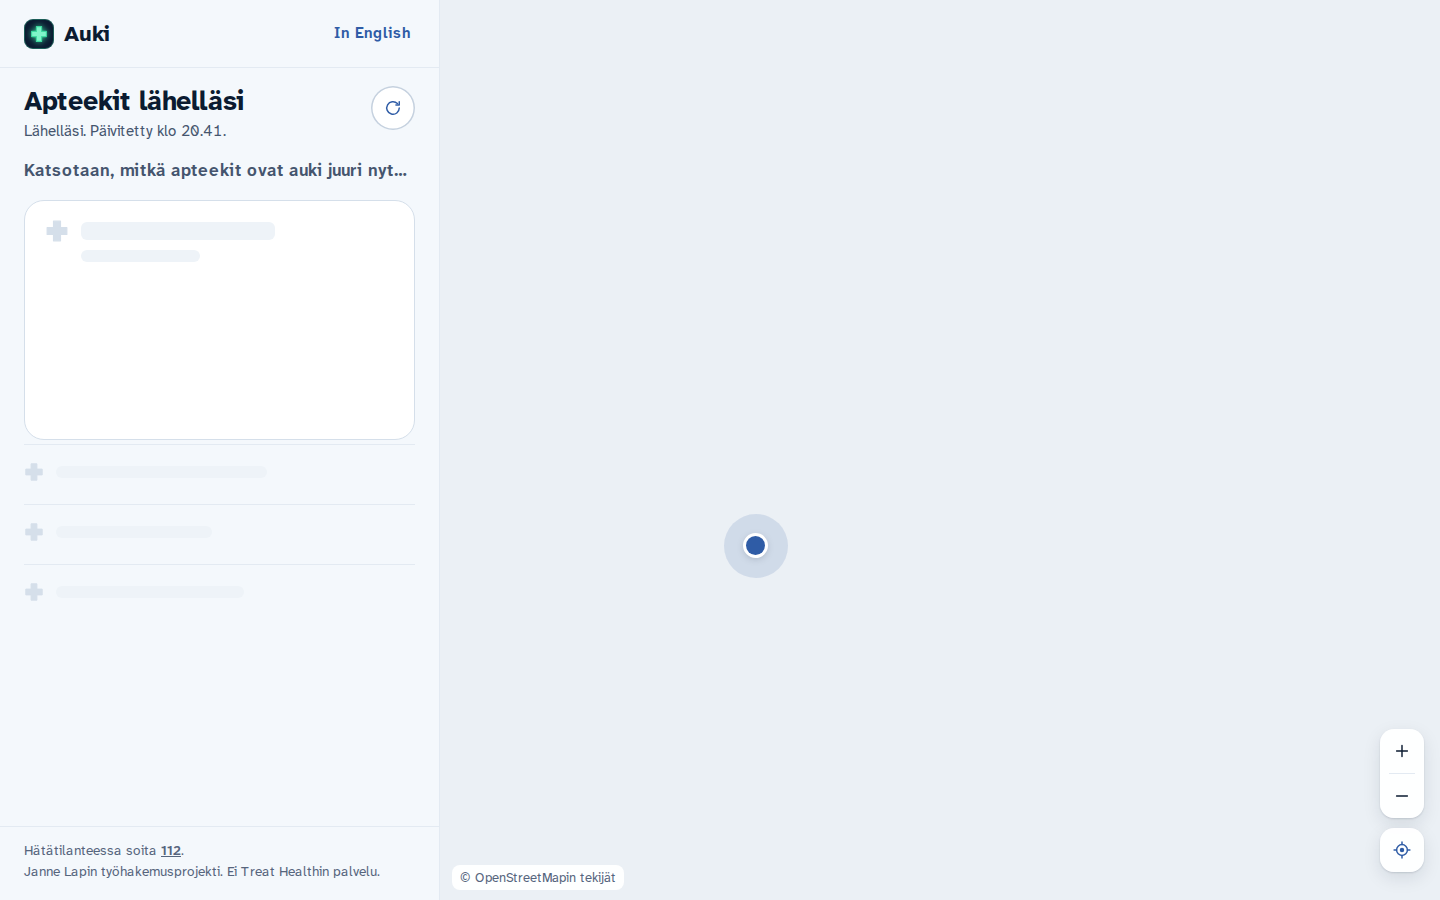 Auki
In English
Apteekit lähelläsi
Lähelläsi. Päivitetty klo 20.41.
Katsotaan, mitkä apteekit ovat auki juuri nyt...
Hätätilanteessa soita 112.
Janne Lapin työhakemusprojekti. Ei Treat Healthin palvelu.
© OpenStreetMapin tekijät